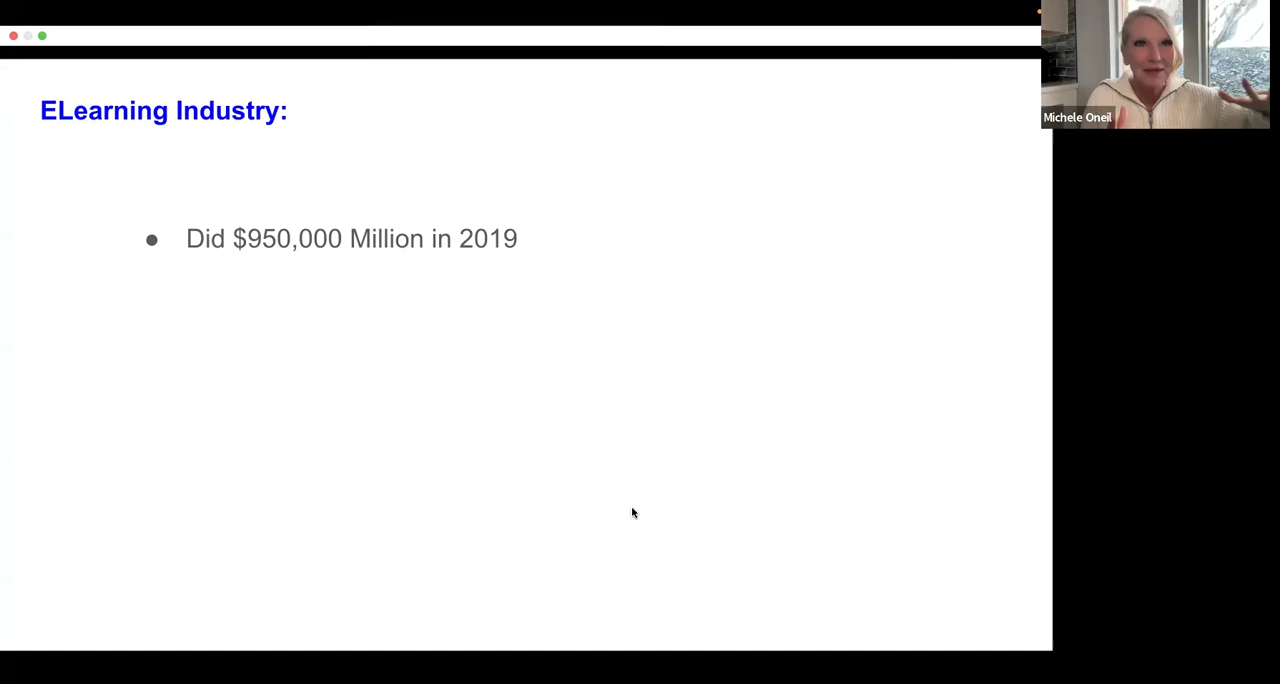 ELearning Industry:
● Did $950,000 Million in 2019
Michele Oneil